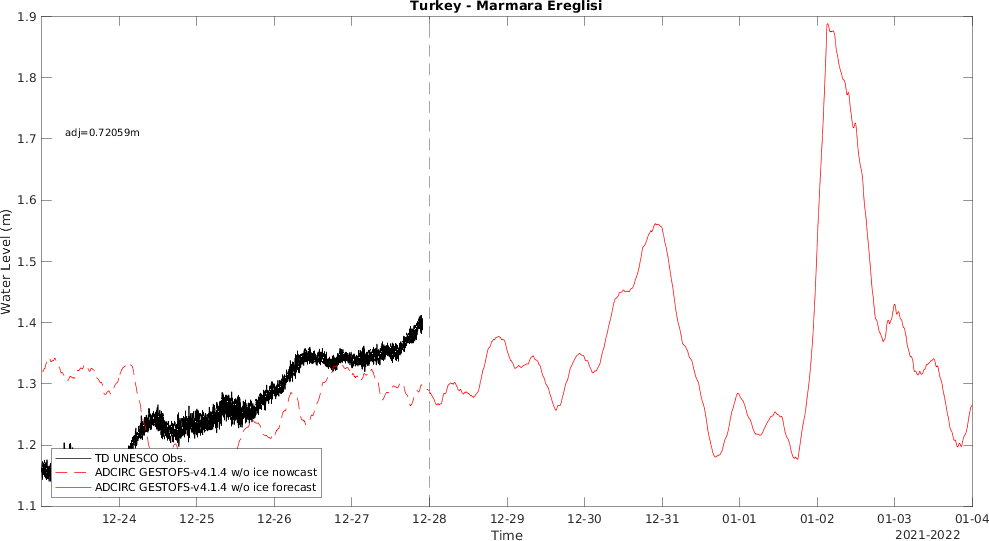 Turkey - Marmara Ereglisi
1.9
1.8
1.7
1.6
1.5
1.4
1.3
1.2
1.1
Water Level (m)
adj=0.72059m
TD UNESCO Obs.
ADCIRC GESTOFS-v4.1.4 w/o ice nowcast
ADCIRC GESTOFS-v4.1.4 w/o ice forecast
12-24 12-25 12-26 12-27 12-28 12-29 12-30 12-31 01-01 01-02 01-03 01-04
Time
2021-2022